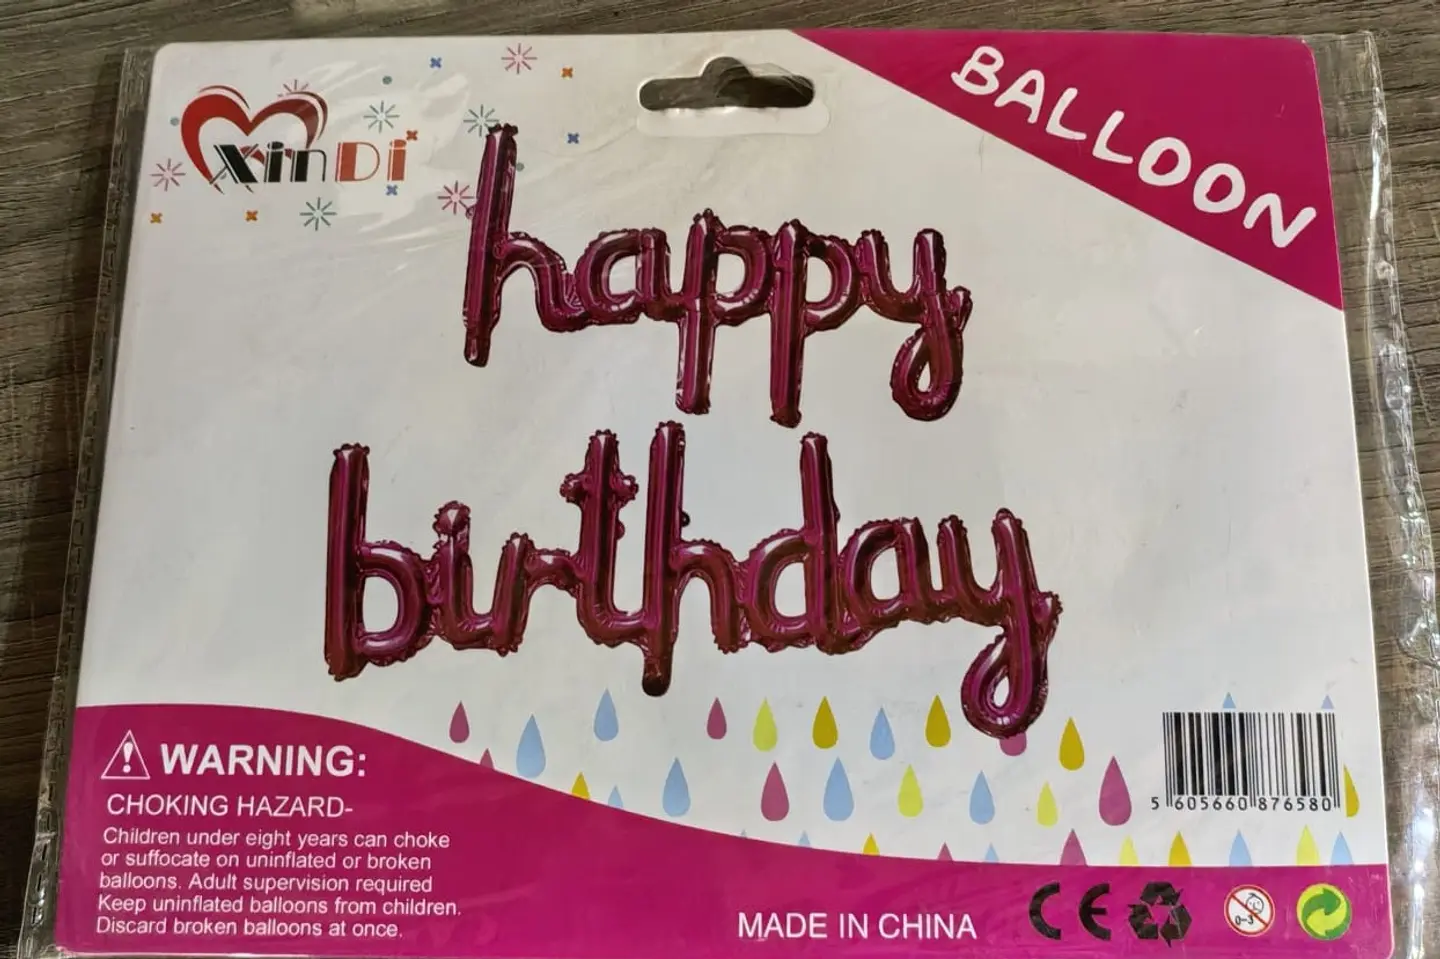 XinDi
BALLOON
happy
birthday
WARNING:
CHOKING HAZARD-
Children under eight years can choke
or suffocate on uninflated or broken
balloons. Adult supervision required
Keep uninflated balloons from children.
Discard broken balloons at once.
5 605660 876580
MADE IN CHINA
CE
0-3